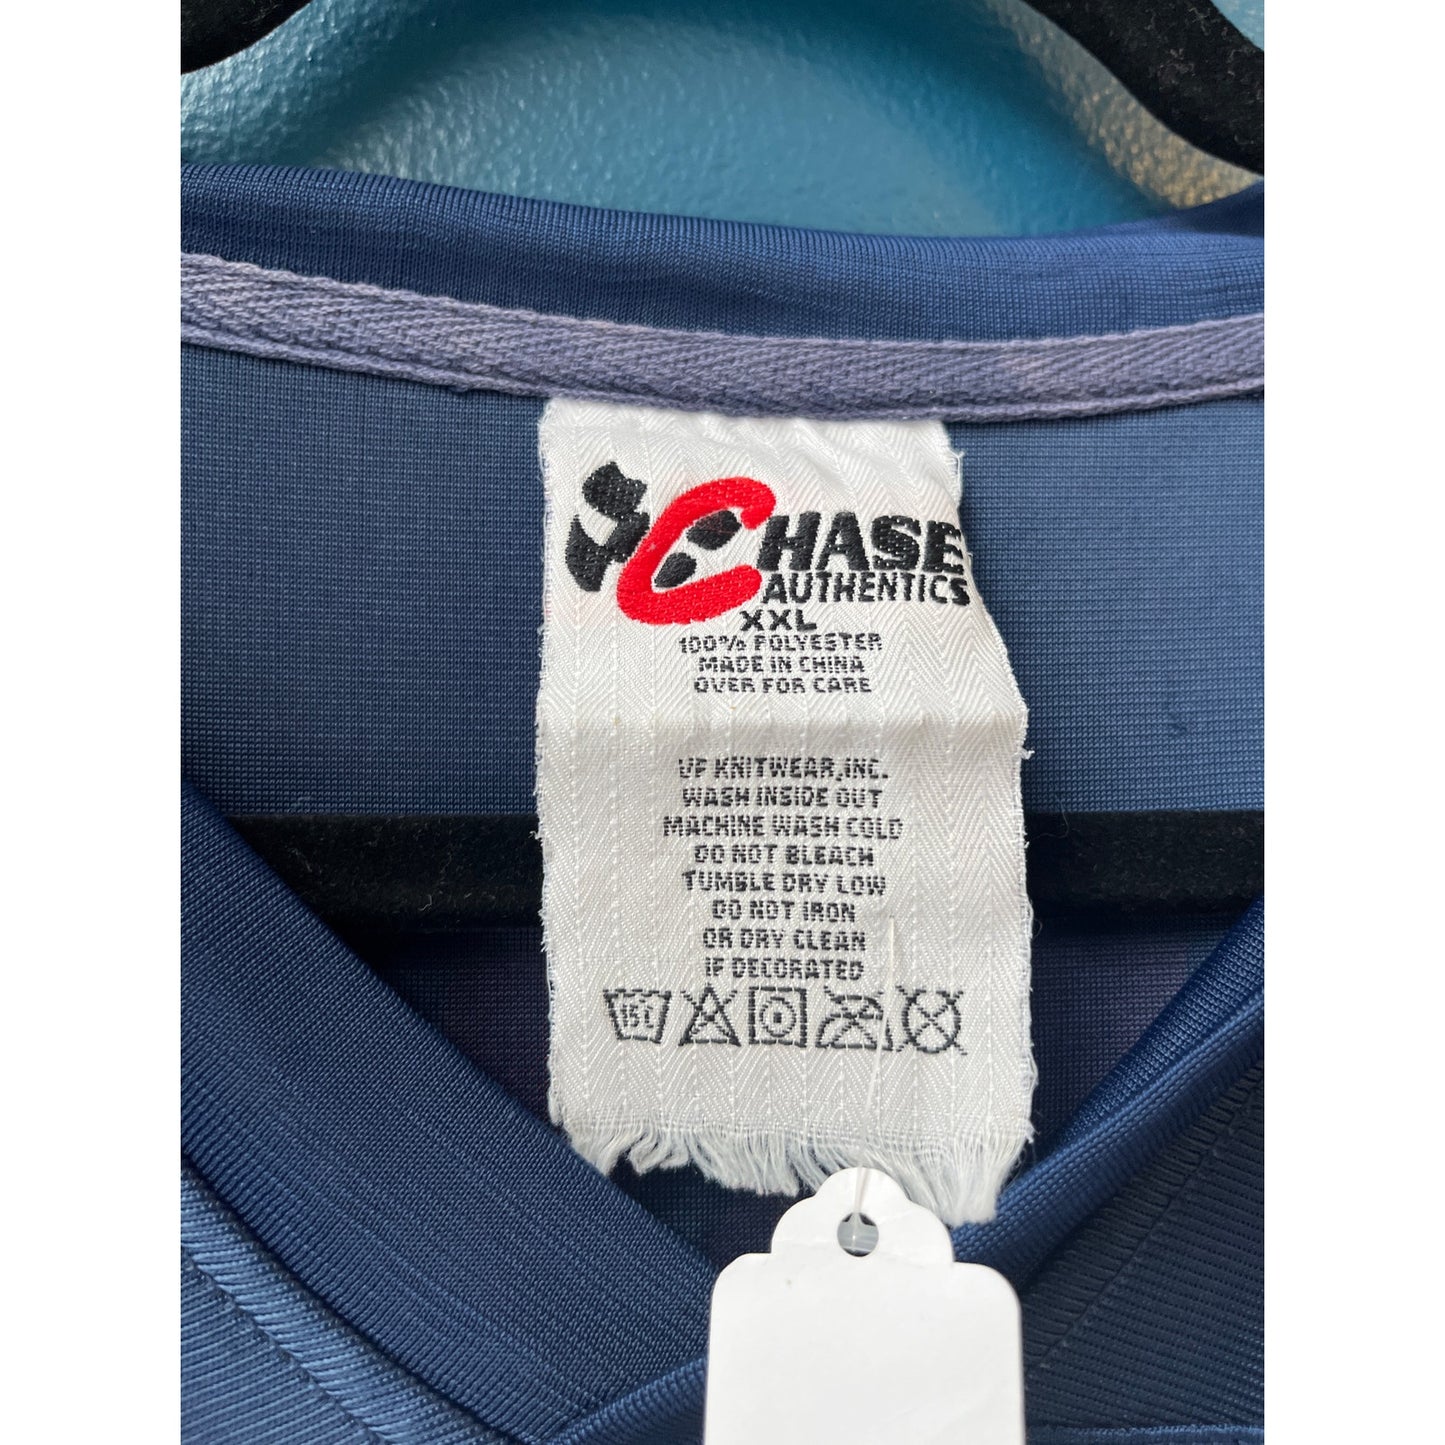 CHASE
AUTHENTICS
XXL
100% POLYESTER
MADE IN CHINA
OVER FOR CARE
VF KNITWEAR, INC.
WASH INSIDE OUT
MACHINE WASH COLD
DO NOT BLEACH
TUMBLE DRY LOW
DO NOT IRON
OR DRY CLEAN
IF DECORATED